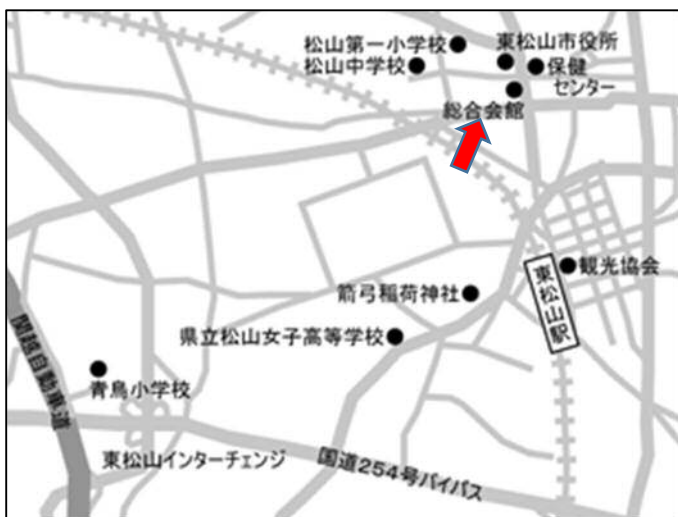 松山第一小学校
東松山市役所
松山中学校
保健
センター
総合会館
観光協会
箭弓稲荷神社
東松山駅
県立松山女子高等学校
関越自動車道
青鳥小学校
東松山インターチェンジ
国道254号バイパス